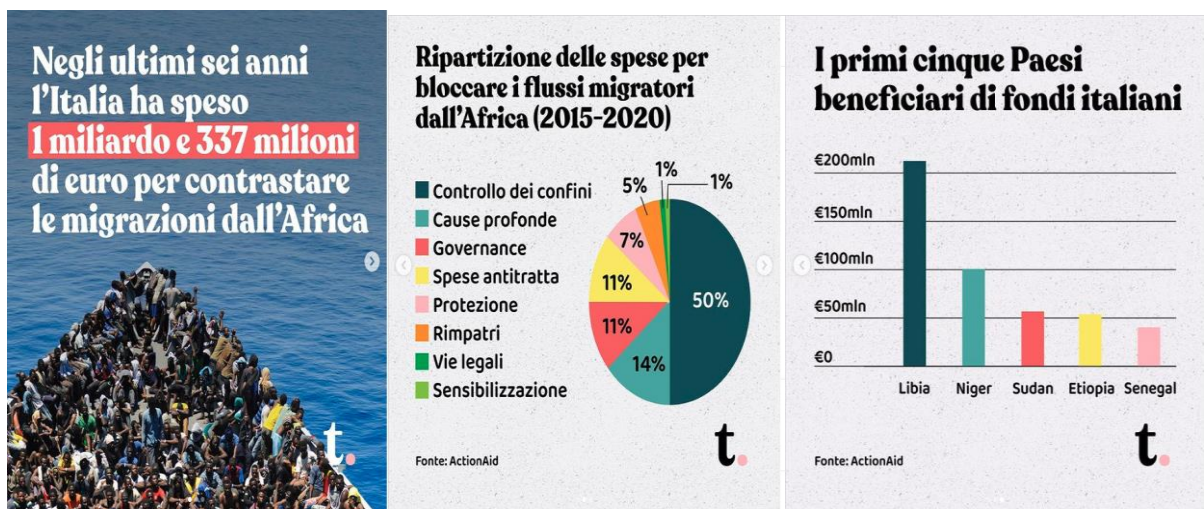 Negli ultimi sei anni
l'Italia ha speso
1 miliardo e 337 milioni
di euro per contrastare
le migrazioni dall'Africa
t.
Ripartizione delle spese per
bloccare i flussi migratori
dall'Africa (2015-2020)
Controllo dei confini
Cause profonde
Governance
Spese antitratta
Protezione
Rimpatri
Vie legali
Sensibilizzazione
1%
5%
1%
7%
11%
50%
11%
14%
Fonte: ActionAid
t.
I primi cinque Paesi
beneficiari di fondi italiani
€200mln
€150mln
€100mln
€50mln
€0
Libia Niger Sudan Etiopia Senegal
Fonte: ActionAid
t.